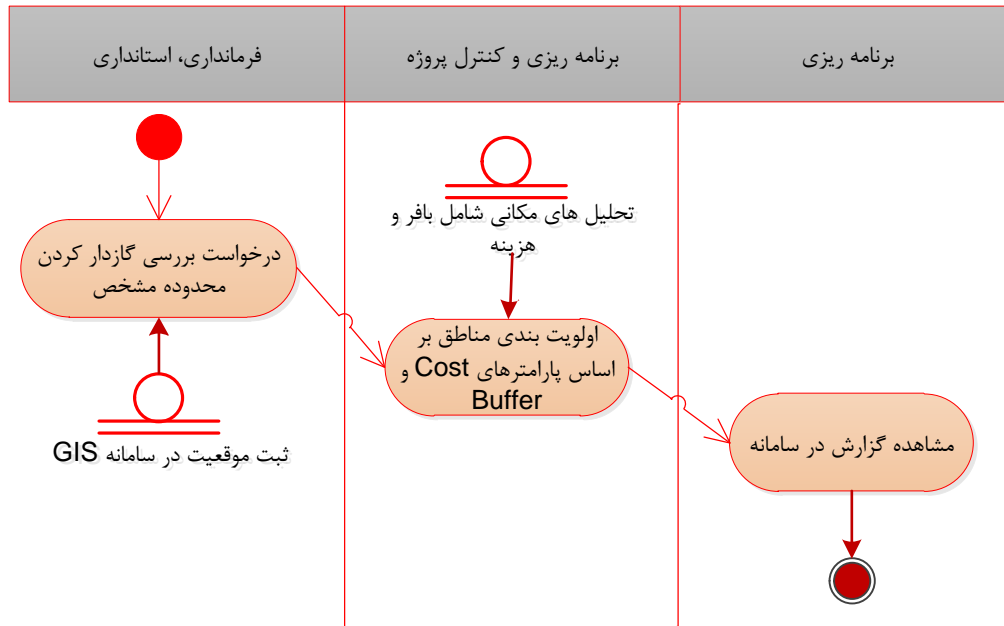 فرمانداری، استانداری
برنامه ریزی و کنترل پروژه
برنامه ریزی
درخواست بررسی گازدار کردن
محدوده مشخص
ثبت موقعیت در سامانه GIS
تحلیل های مکانی شامل بافر و
هزینه
اولویت بندی مناطق بر
اساس پارامترهای Cost و
Buffer
مشاهده گزارش در سامانه